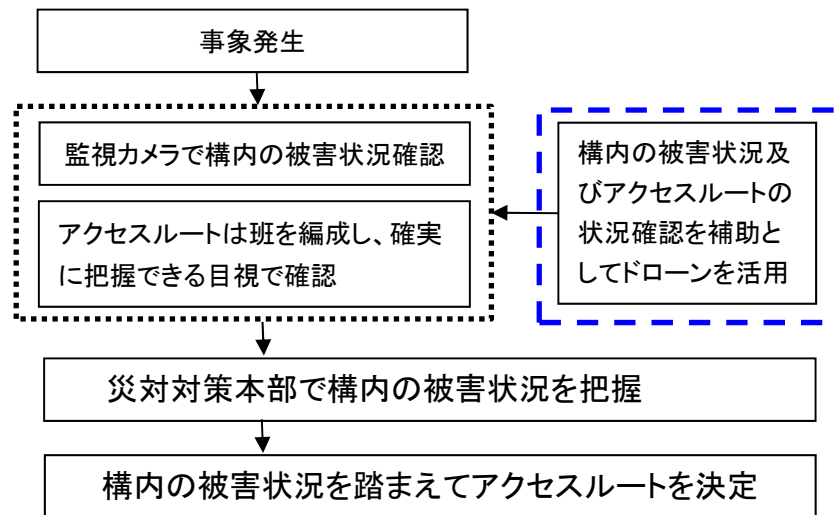 事象発生
監視カメラで構内の被害状況確認
アクセスルートは班を編成し、確実
に把握できる目視で確認
構内の被害状況及
びアクセスルートの
状況確認を補助と
してドローンを活用
災対対策本部で構内の被害状況を把握
構内の被害状況を踏まえてアクセスルートを決定